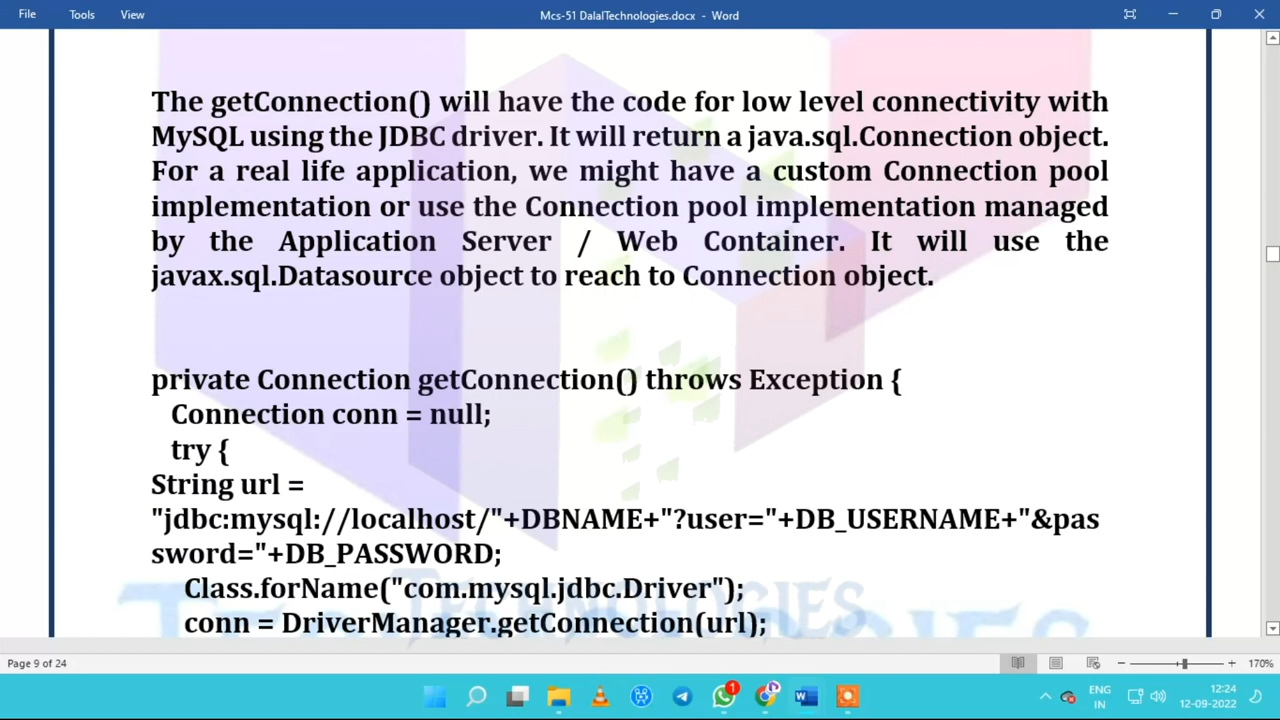 File Tools View Mcs-51 DalalTechnologies.docx - Word
The getConnection() will have the code for low level connectivity with
MySQL using the JDBC driver. It will return a java.sql.Connection object.
For a real life application, we might have a custom Connection pool
implementation or use the Connection pool implementation managed
by the Application Server / Web Container. It will use the
javax.sql.Datasource object to reach to Connection object.
private Connection getConnection() throws Exception {
Connection conn = null;
try {
String url =
"jdbc:mysql://localhost/"+DBNAME+"?user="+DB_USERNAME+"&pas
sword="+DB_PASSWORD;
Class.forName("com.mysql.jdbc.Driver");
conn = DriverManager.getConnection(url);
TECHNOLOGIES
Page 9 of 24 170%
1
ENG
IN
12:24
12-09-2022